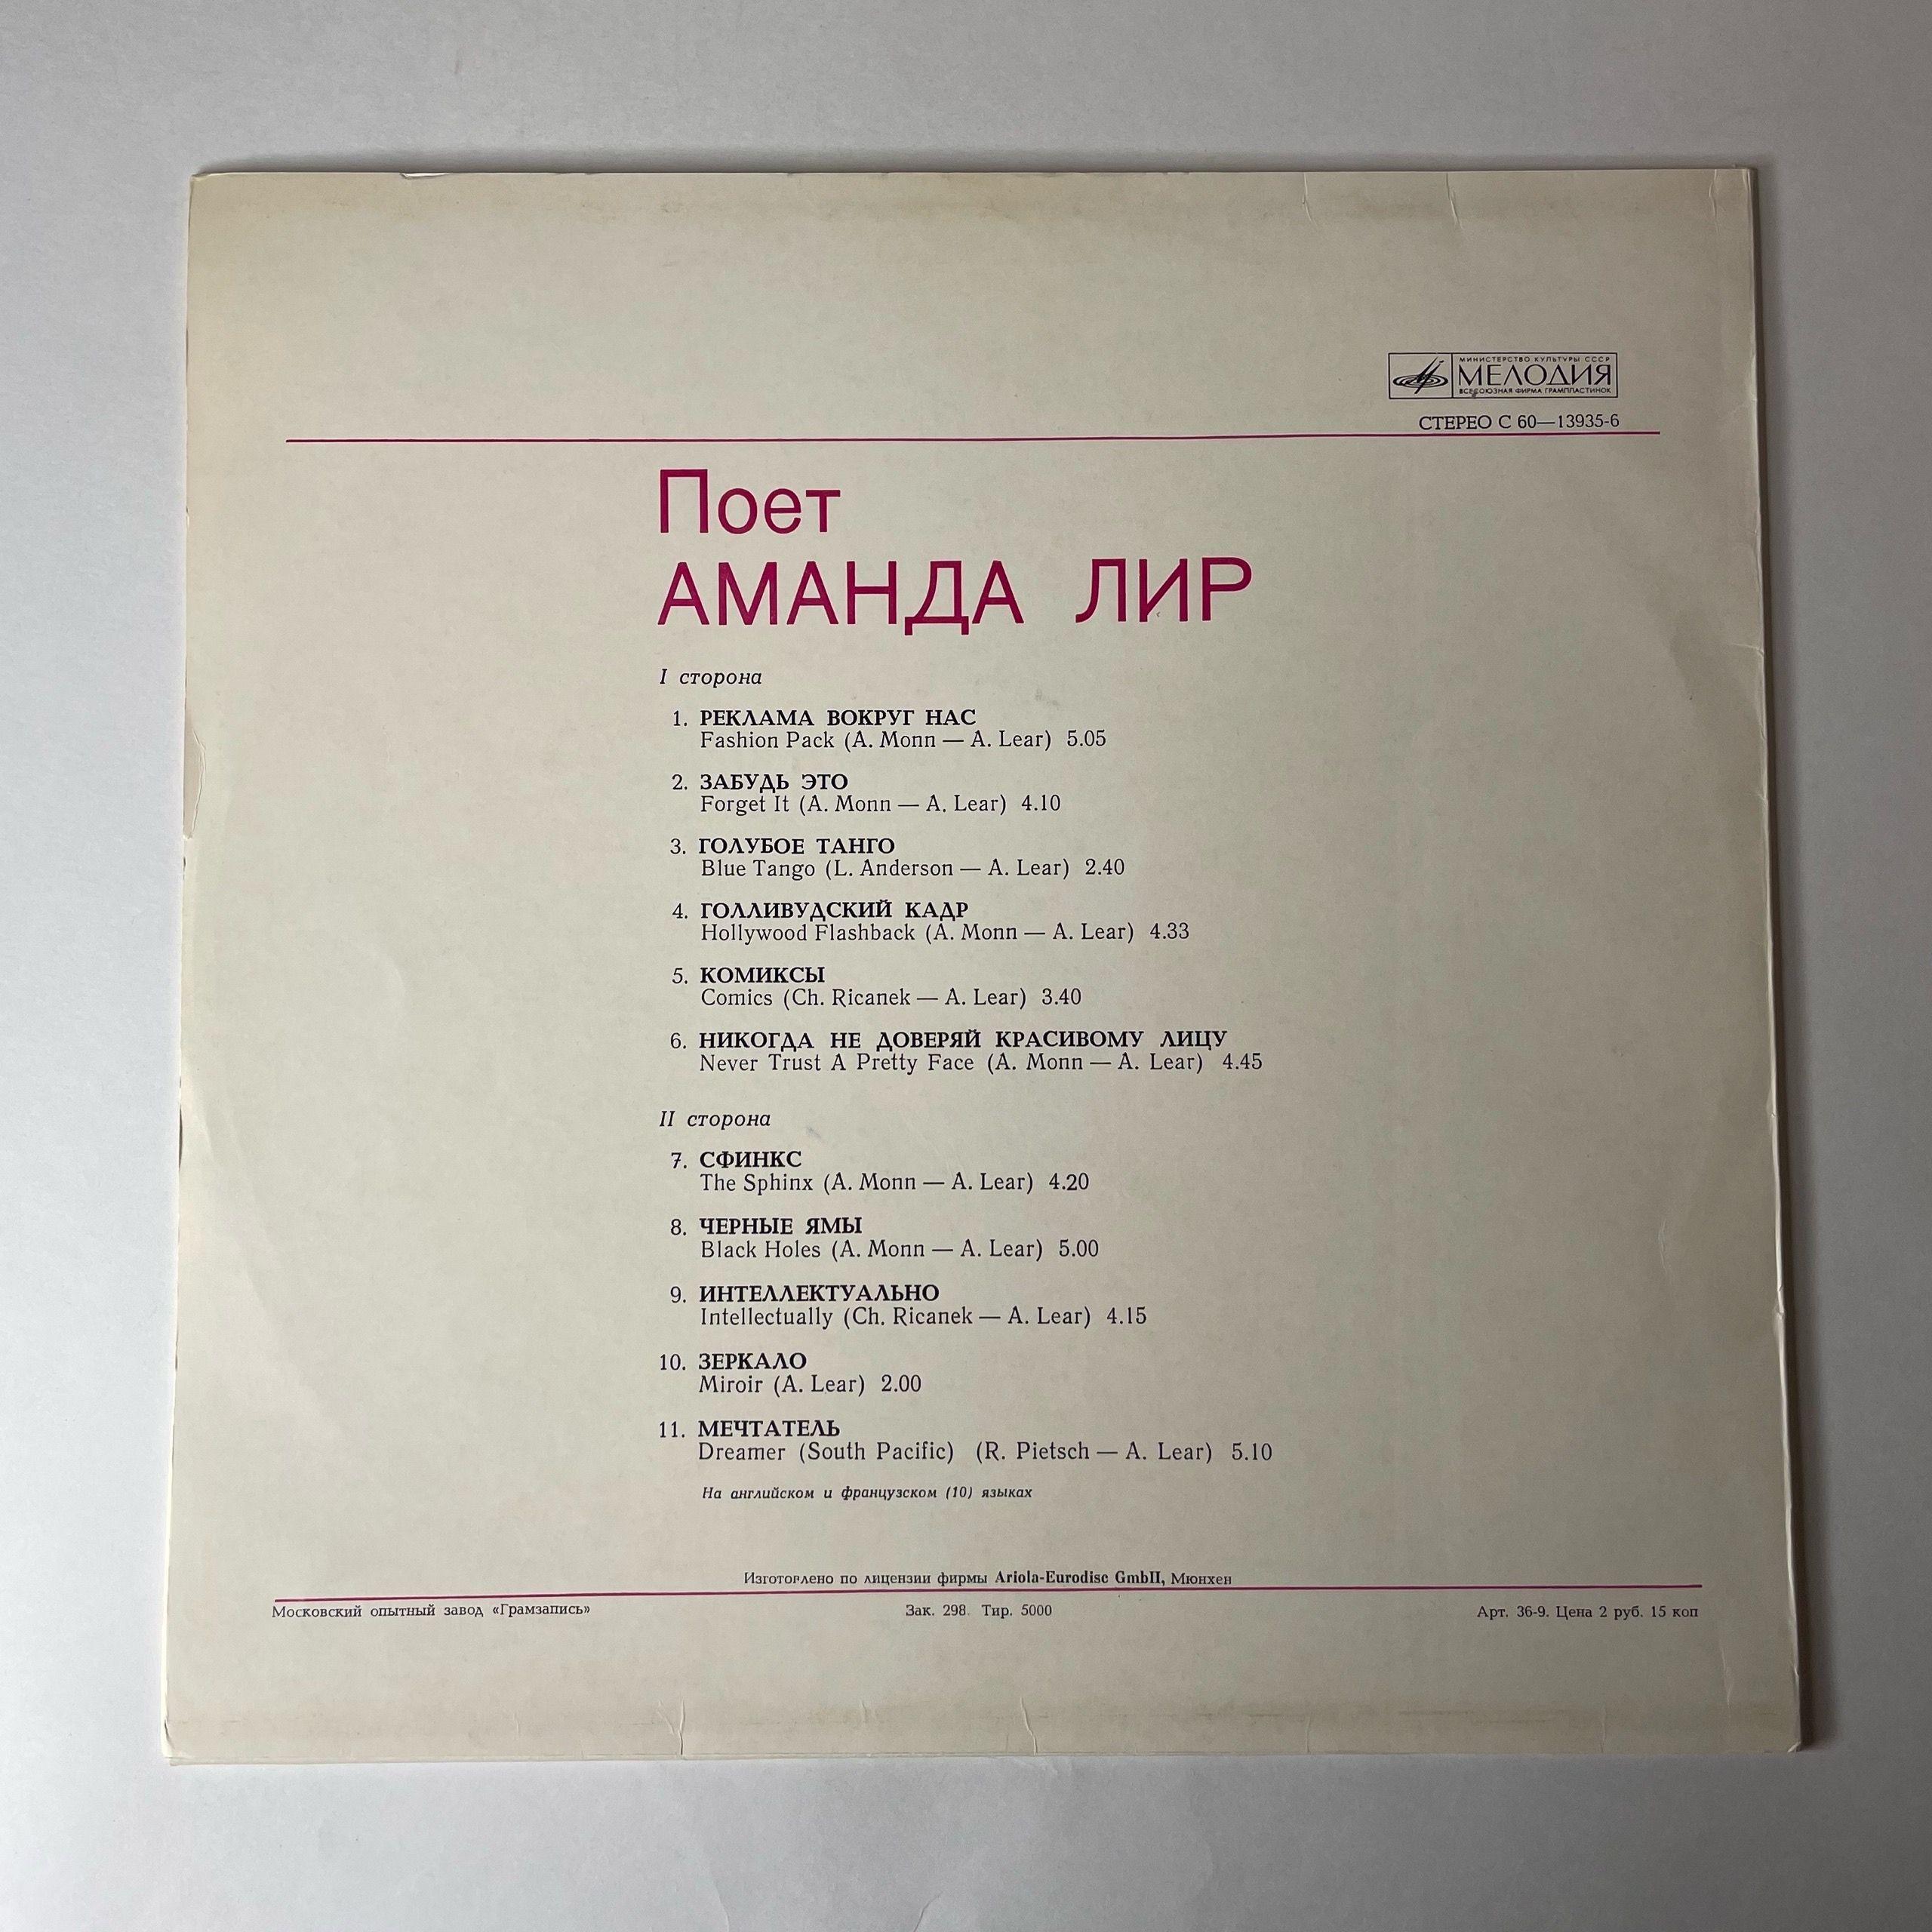 МИНИСТЕРСТВО КУЛЬТУРЫ СССР
МЕЛОДИЯ
ВСЕСОЮЗНАЯ ФИРМА ГРАМПЛАСТИНОК
СТЕРЕО С 60—13935-6
Поет
АМАНДА ЛИР
I сторона
1. РЕКЛАМА ВОКРУГ НАС
Fashion Pack (A. Monn — A. Lear) 5.05
2. ЗАБУДЬ ЭТО
Forget It (A. Monn — A. Lear) 4.10
3. ГОЛУБОЕ ТАНГО
Blue Tango (L. Anderson — A. Lear) 2.40
4. ГОЛЛИВУДСКИЙ КАДР
Hollywood Flashback (A. Monn — A. Lear) 4.33
5. КОМИКСЫ
Comics (Ch. Ricanek — A. Lear) 3.40
6. НИКОГДА НЕ ДОВЕРЯЙ КРАСИВОМУ ЛИЦУ
Never Trust A Pretty Face (A. Monn — A. Lear) 4.45
II сторона
7. СФИНКС
The Sphinx (A. Monn — A. Lear) 4.20
8. ЧЕРНЫЕ ЯМЫ
Black Holes (A. Monn — A. Lear) 5.00
9. ИНТЕЛЛЕКТУАЛЬНО
Intellectually (Ch. Ricanek — A. Lear) 4.15
10. ЗЕРКАЛО
Miroir (A. Lear) 2.00
11. МЕЧТАТЕЛЬ
Dreamer (South Pacific) (R. Pietsch — A. Lear) 5.10
На английском и французском (10) языках
Изготовлено по лицензии фирмы Ariola-Eurodisc GmbII, Мюнхен
Московский опытный завод «Грамзапись»
Зак. 298. Тир. 5000
Арт. 36-9. Цена 2 руб. 15 коп